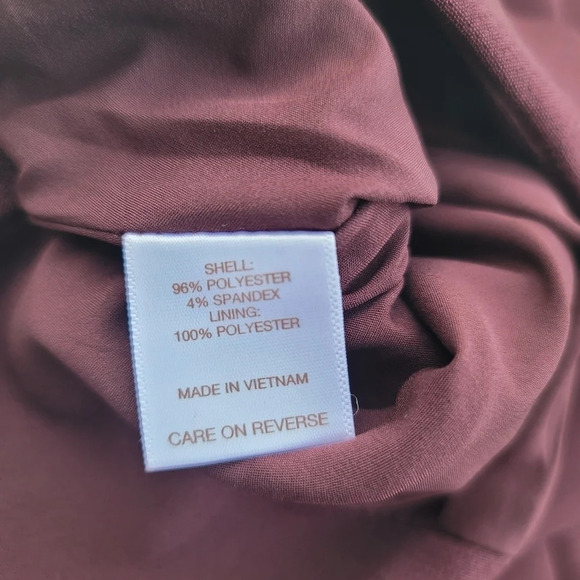 SHELL:
96% POLYESTER
4% SPANDEX
LINING:
100% POLYESTER
MADE IN VIETNAM
CARE ON REVERSE